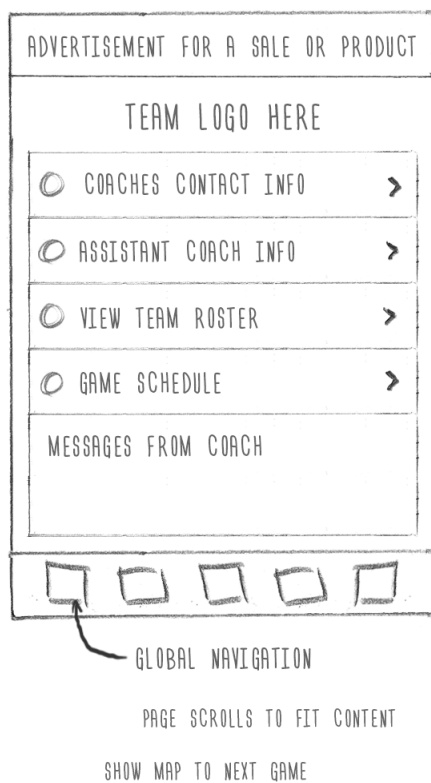 ADVERTISEMENT FOR A SALE OR PRODUCT
TEAM LOGO HERE
COACHES CONTACT INFO
ASSISTANT COACH INFO
VIEW TEAM ROSTER
GAME SCHEDULE
MESSAGES FROM COACH
GLOBAL NAVIGATION
PAGE SCROLLS TO FIT CONTENT
SHOW MAP TO NEXT GAME